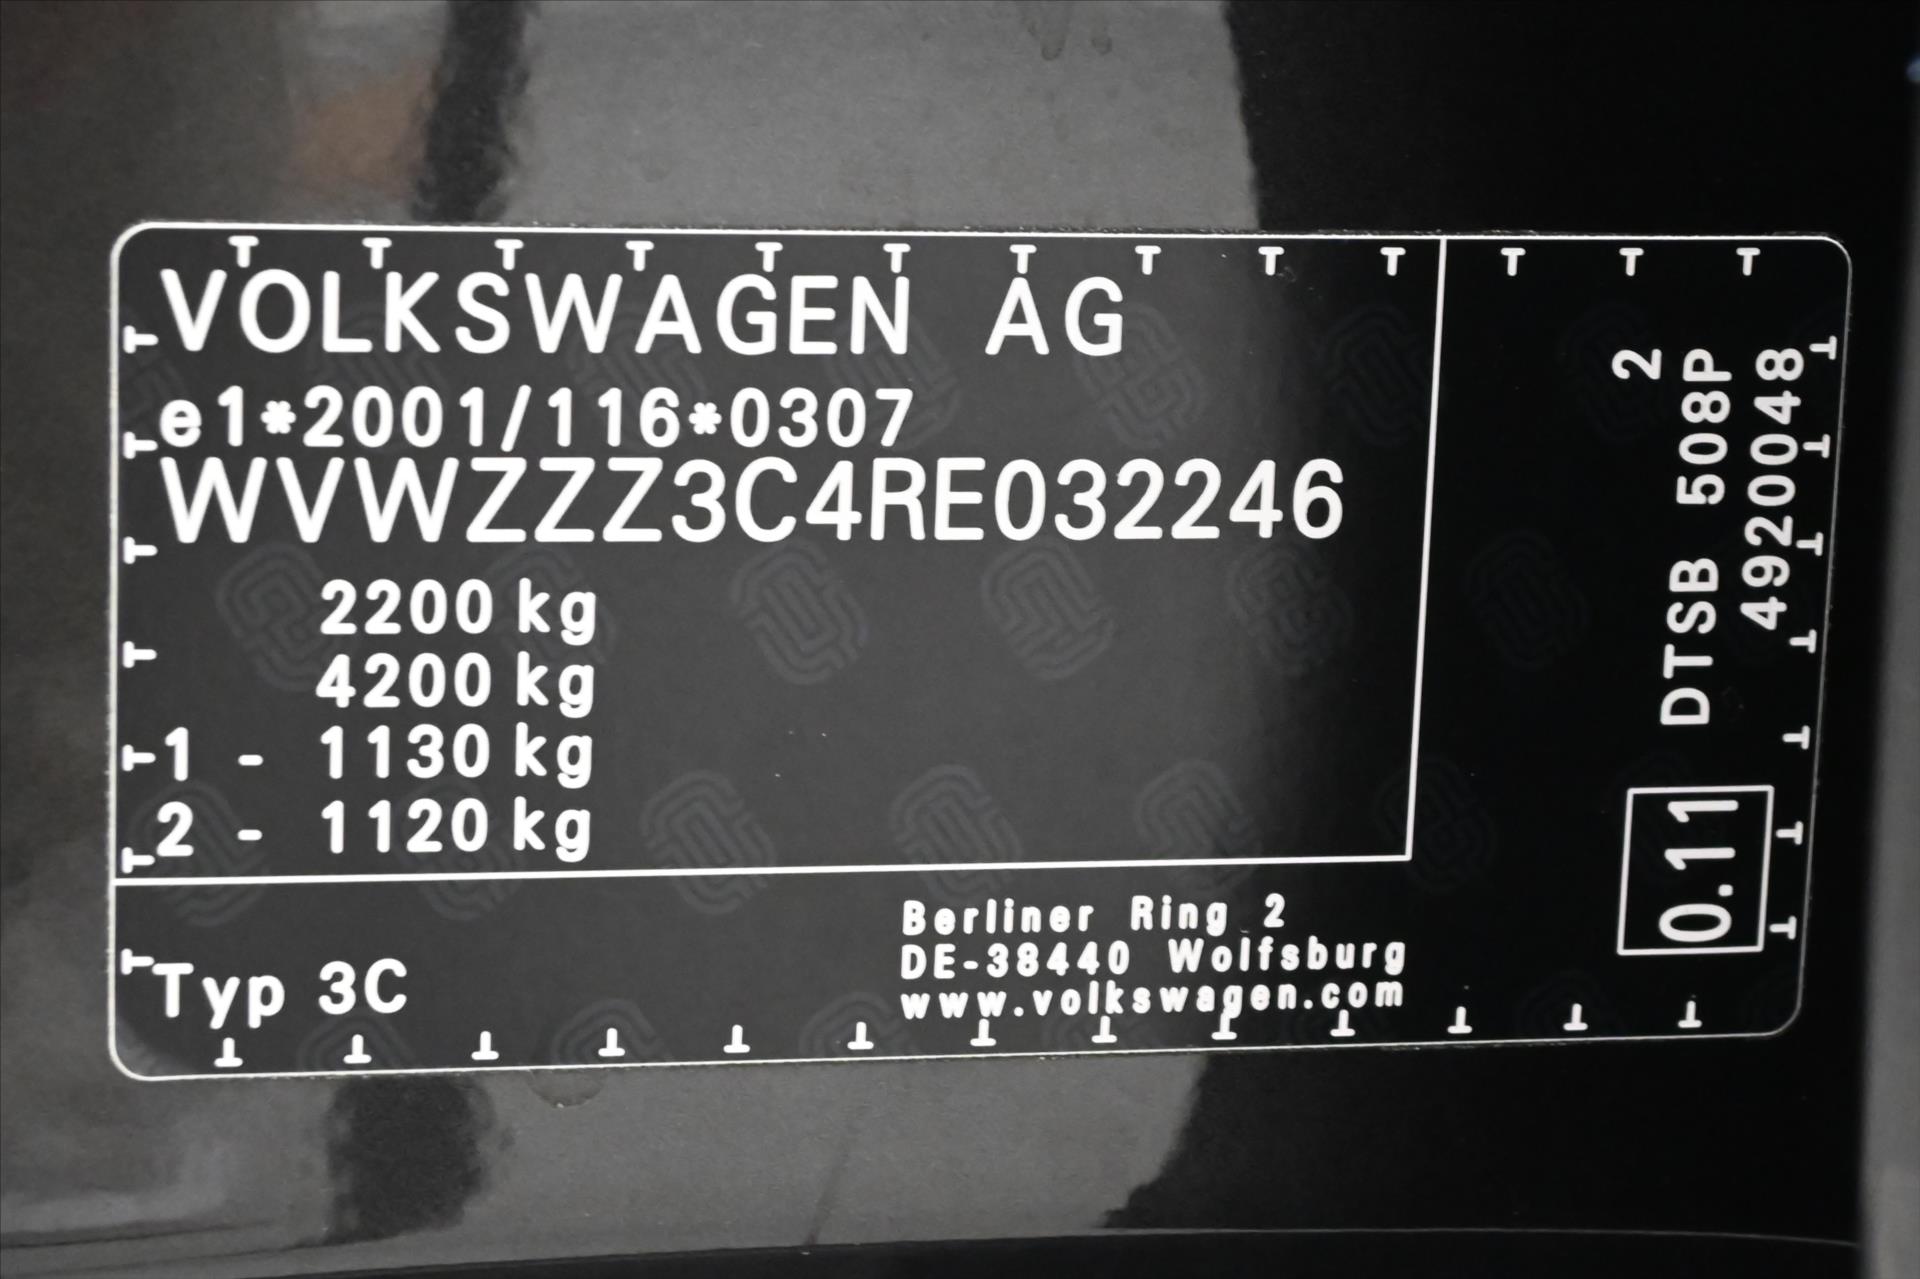 VOLKSWAGEN AG
e1*2001/116*0307
WVWZZZ3C4RE032246
2200 kg
4200 kg
1 - 1130 kg
2 - 1120 kg
Typ 3C
Berliner Ring 2
DE-38440 Wolfsburg
www.volkswagen.com
2
DTSB 508P
4920048
0.11